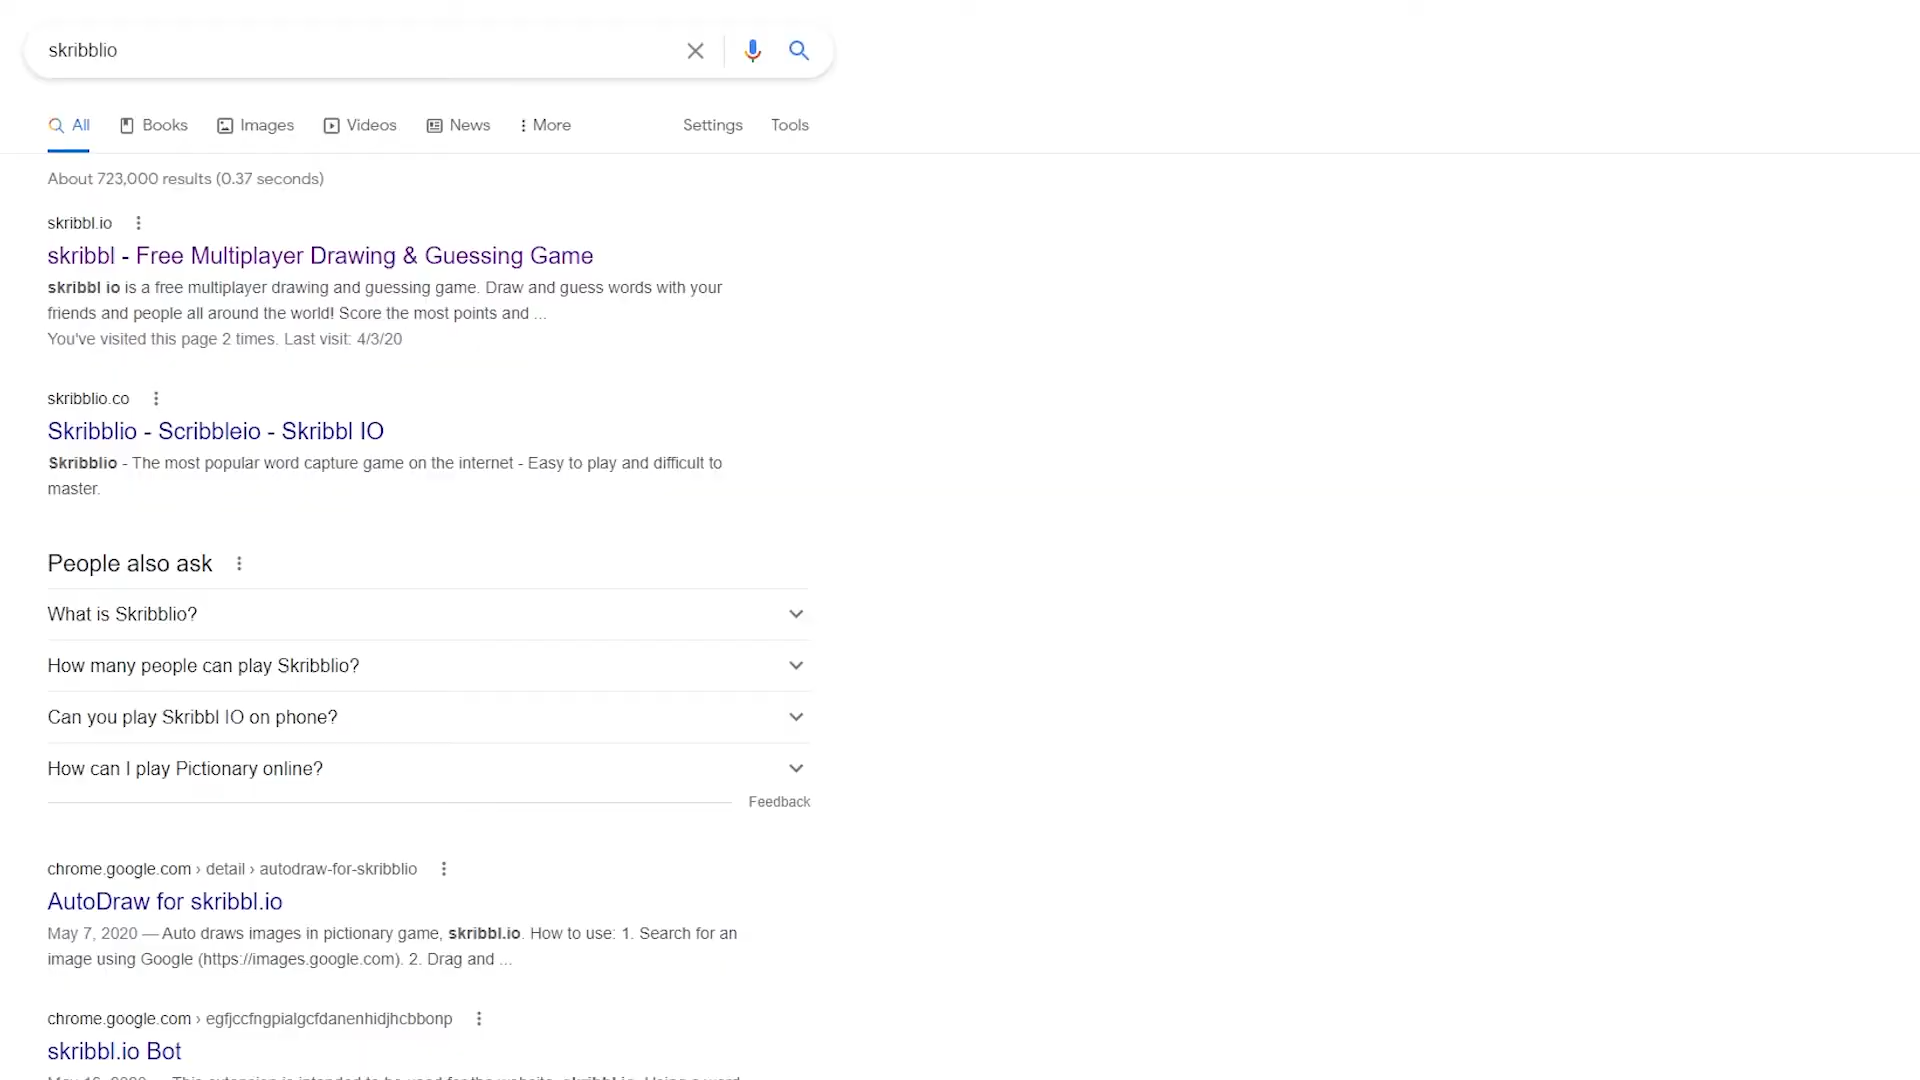 skribblio
All Books Images Videos News More Settings Tools
About 723,000 results (0.37 seconds)
skribbl.io
skribbl - Free Multiplayer Drawing & Guessing Game
skribbl io is a free multiplayer drawing and guessing game. Draw and guess words with your
friends and people all around the world! Score the most points and ...
You've visited this page 2 times. Last visit: 4/3/20
skribblio.co
Skribblio - Scribbleio - Skribbl IO
Skribblio - The most popular word capture game on the internet - Easy to play and difficult to
master.
People also ask
What is Skribblio?
How many people can play Skribblio?
Can you play Skribbl IO on phone?
How can I play Pictionary online?
Feedback
chrome.google.com › detail › autodraw-for-skribblio
AutoDraw for skribbl.io
May 7, 2020 — Auto draws images in pictionary game, skribbl.io. How to use: 1. Search for an
image using Google (https://images.google.com). 2. Drag and ...
chrome.google.com › egfjccfngpialgcfdanenhidjhcbbonp
skribbl.io Bot